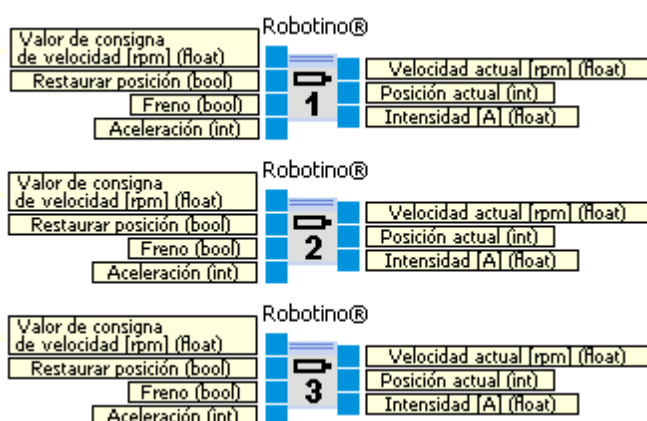 Robotino®
Valor de consigna
de velocidad [rpm] (float)
Restaurar posición (bool)
Freno (bool)
Aceleración (int)
1
Velocidad actual [rpm] (float)
Posición actual (int)
Intensidad [A] (float)
Robotino®
Valor de consigna
de velocidad [rpm] (float)
Restaurar posición (bool)
Freno (bool)
Aceleración (int)
2
Velocidad actual [rpm] (float)
Posición actual (int)
Intensidad [A] (float)
Robotino®
Valor de consigna
de velocidad [rpm] (float)
Restaurar posición (bool)
Freno (bool)
Aceleración (int)
3
Velocidad actual [rpm] (float)
Posición actual (int)
Intensidad [A] (float)